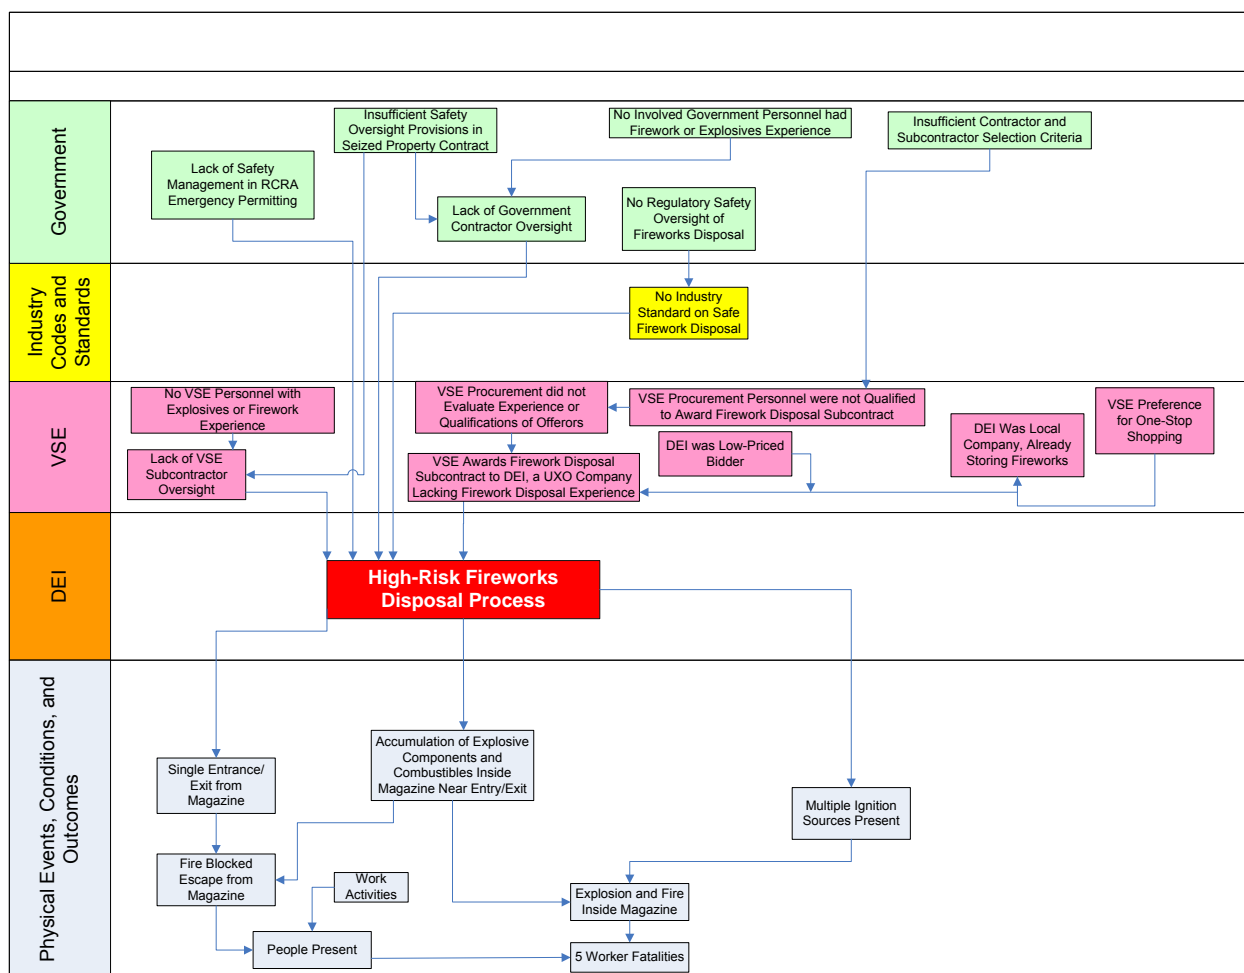 Government
Insufficient Safety
Oversight Provisions in
Seized Property Contract
No Involved Government Personnel had
Firework or Explosives Experience
Insufficient Contractor and
Subcontractor Selection Criteria
Lack of Safety
Management in RCRA
Emergency Permitting
Lack of Government
Contractor Oversight
No Regulatory Safety
Oversight of
Fireworks Disposal
Industry
Codes and
Standards
No Industry
Standard on Safe
Firework Disposal
VSE
No VSE Personnel with
Explosives or Firework
Experience
VSE Procurement did not
Evaluate Experience or
Qualifications of Offerors
VSE Procurement Personnel were not Qualified
to Award Firework Disposal Subcontract
DEI Was Local
Company, Already
Storing Fireworks
VSE Preference
for One-Stop
Shopping
Lack of VSE
Subcontractor
Oversight
VSE Awards Firework Disposal
Subcontract to DEI, a UXO Company
Lacking Firework Disposal Experience
DEI was Low-Priced
Bidder
DEI
High-Risk Fireworks
Disposal Process
Physical Events, Conditions, and
Outcomes
Single Entrance/
Exit from
Magazine
Accumulation of Explosive
Components and
Combustibles Inside
Magazine Near Entry/Exit
Multiple Ignition
Sources Present
Fire Blocked
Escape from
Magazine
Work
Activities
Explosion and Fire
Inside Magazine
People Present
5 Worker Fatalities